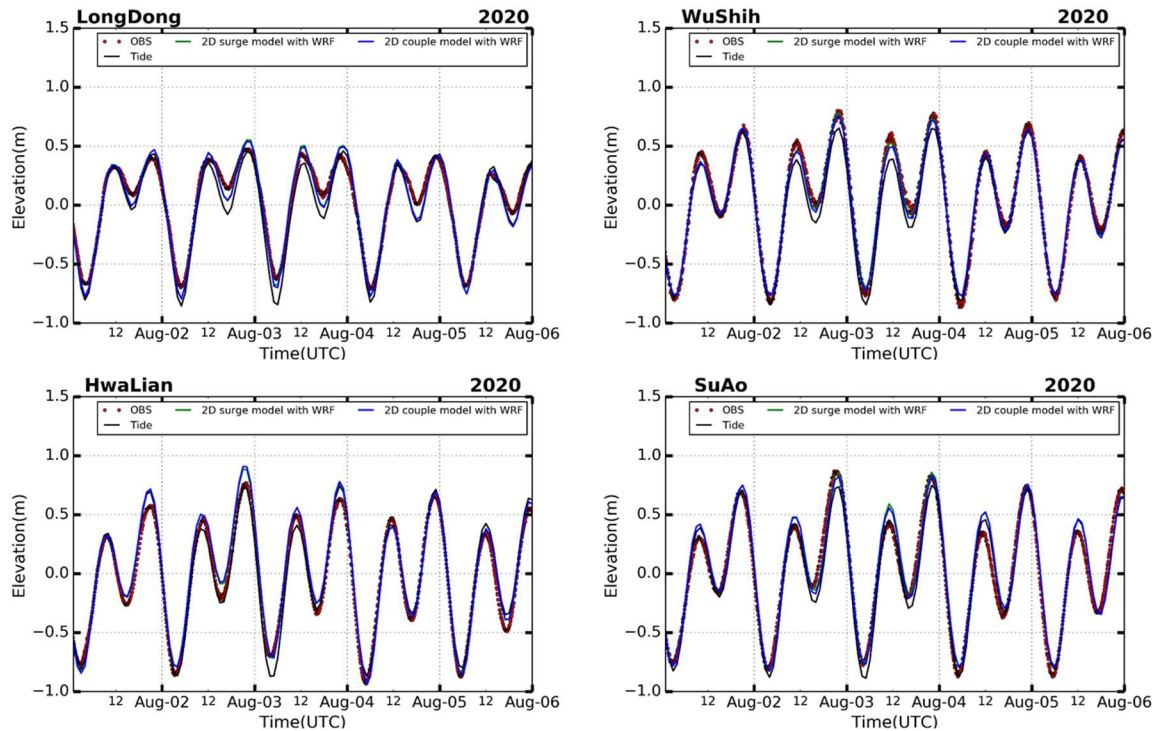 LongDong 2020
OBS 2D surge model with WRF 2D couple model with WRF
Tide
Elevation(m)
1.5
1.0
0.5
0.0
−0.5
−1.0
12 Aug-02 12 Aug-03 12 Aug-04 12 Aug-05 12 Aug-06
Time(UTC)
WuShih 2020
OBS 2D surge model with WRF 2D couple model with WRF
Tide
Elevation(m)
1.5
1.0
0.5
0.0
−0.5
−1.0
12 Aug-02 12 Aug-03 12 Aug-04 12 Aug-05 12 Aug-06
Time(UTC)
HwaLian 2020
OBS 2D surge model with WRF 2D couple model with WRF
Tide
Elevation(m)
1.5
1.0
0.5
0.0
−0.5
−1.0
12 Aug-02 12 Aug-03 12 Aug-04 12 Aug-05 12 Aug-06
Time(UTC)
SuAo 2020
OBS 2D surge model with WRF 2D couple model with WRF
Tide
Elevation(m)
1.5
1.0
0.5
0.0
−0.5
−1.0
12 Aug-02 12 Aug-03 12 Aug-04 12 Aug-05 12 Aug-06
Time(UTC)